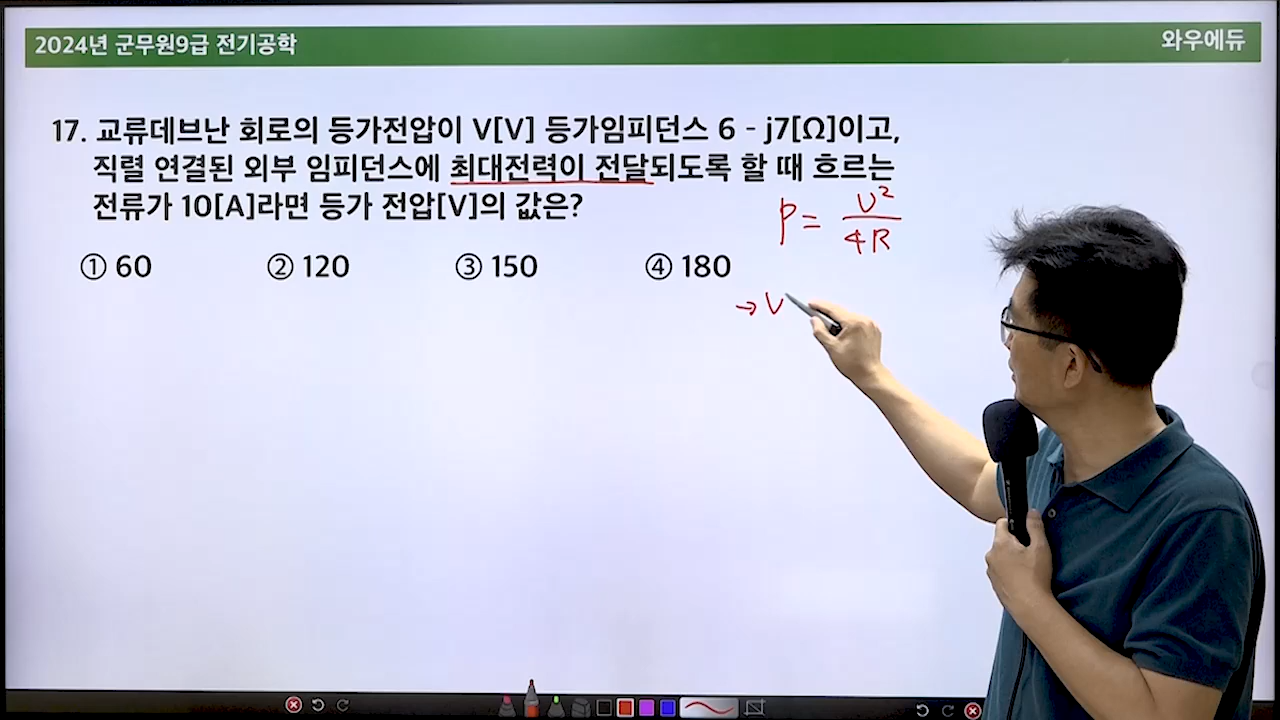 2024년 군무원9급 전기공학
와우에듀
17. 교류데브난 회로의 등가전압이 V[V] 등가임피던스 6 - j7[Ω]이고,
직렬 연결된 외부 임피던스에 최대전력이 전달되도록 할 때 흐르는
전류가 10[A]라면 등가 전압[V]의 값은?
① 60 ② 120 ③ 150 ④ 180
P = V²/4R
→ V